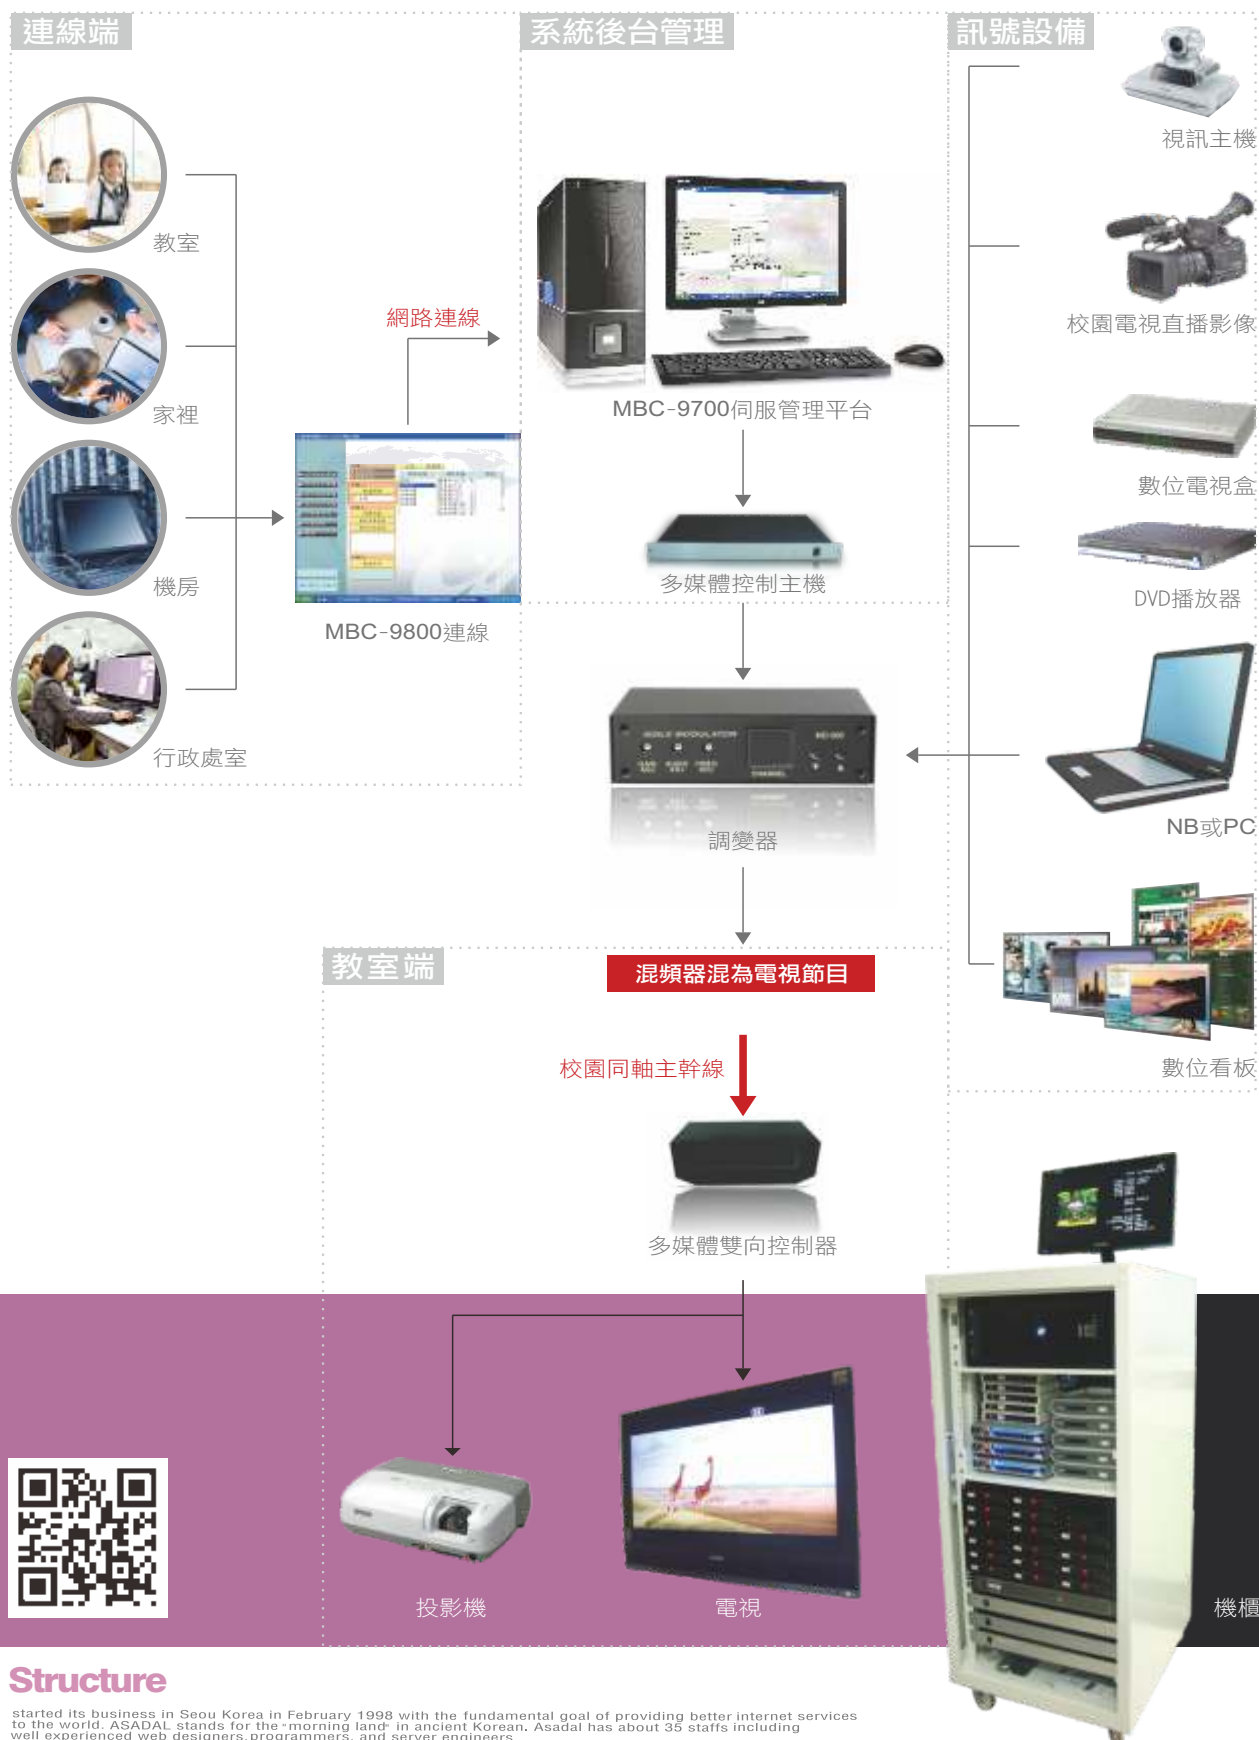 連線端
教室
家裡
機房
行政處室
MBC-9800連線
網路連線
系統後台管理
MBC-9700伺服管理平台
多媒體控制主機
調變器
訊號設備
視訊主機
校園電視直播影像
數位電視盒
DVD播放器
NB或PC
數位看板
教室端
混頻器混為電視節目
校園同軸主幹線
多媒體雙向控制器
投影機
電視
機櫃
Structure
started its business in Seou Korea in February 1998 with the fundamental goal of providing better internet services
to the world. ASADAL stands for the "morning land" in ancient Korean. Asadal has about 35 staffs including
well experienced web designers, programmers, and server engineers